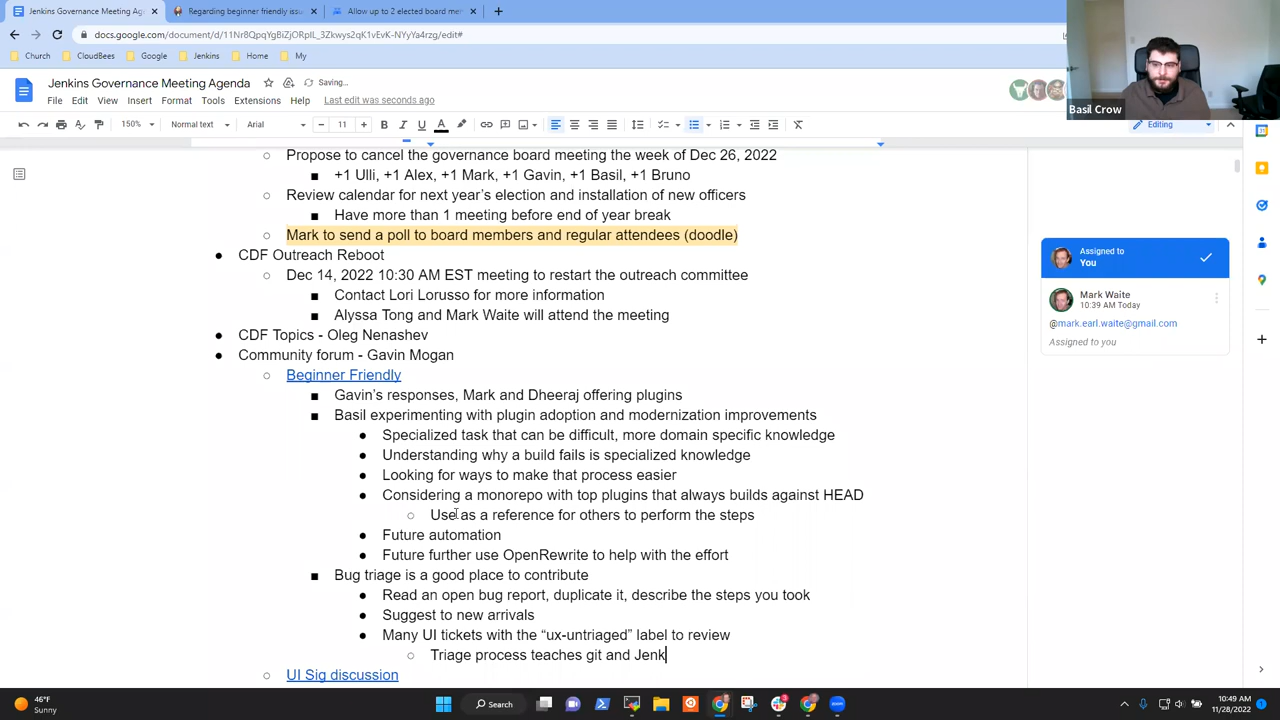 Jenkins Governance Meeting Age
Regarding beginner friendly issue
Allow up to 2 elected board mem
docs.google.com/document/d/11Nr8QpqYgBiZjORpIL_3Zkwys2qK1vEvK-NYyYa4rzg/edit#
Church CloudBees Google Jenkins Home My
Jenkins Governance Meeting Agenda Saving...
File Edit View Insert Format Tools Extensions Help Last edit was seconds ago
150% Normal text Arial 11 Editing
Basil Crow
Propose to cancel the governance board meeting the week of Dec 26, 2022
+1 Ulli, +1 Alex, +1 Mark, +1 Gavin, +1 Basil, +1 Bruno
Review calendar for next year's election and installation of new officers
Have more than 1 meeting before end of year break
Mark to send a poll to board members and regular attendees (doodle)
CDF Outreach Reboot
Dec 14, 2022 10:30 AM EST meeting to restart the outreach committee
Contact Lori Lorusso for more information
Alyssa Tong and Mark Waite will attend the meeting
CDF Topics - Oleg Nenashev
Community forum - Gavin Mogan
Beginner Friendly
Gavin's responses, Mark and Dheeraj offering plugins
Basil experimenting with plugin adoption and modernization improvements
Specialized task that can be difficult, more domain specific knowledge
Understanding why a build fails is specialized knowledge
Looking for ways to make that process easier
Considering a monorepo with top plugins that always builds against HEAD
Use as a reference for others to perform the steps
Future automation
Future further use OpenRewrite to help with the effort
Bug triage is a good place to contribute
Read an open bug report, duplicate it, describe the steps you took
Suggest to new arrivals
Many UI tickets with the “ux-untriaged” label to review
Triage process teaches git and Jenk
UI Sig discussion
Assigned to
You
Mark Waite
10:39 AM Today
@mark.earl.waite@gmail.com
Assigned to you
46°F
Sunny
Search
10:49 AM
11/28/2022